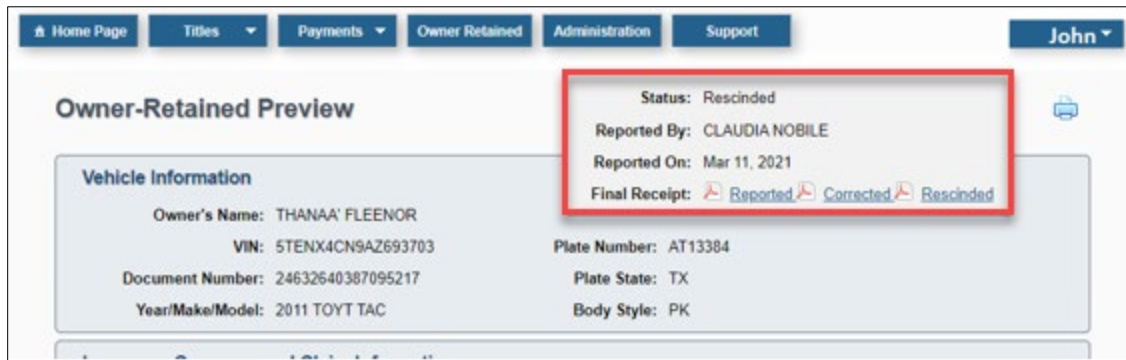 Home Page Titles Payments Owner Retained Administration Support John
Owner-Retained Preview
Status: Rescinded
Reported By: CLAUDIA NOBILE
Reported On: Mar 11, 2021
Final Receipt: Reported Corrected Rescinded
Vehicle Information
Owner's Name: THANAA' FLEENOR
VIN: 5TENX4CN9AZ693703 Plate Number: AT13384
Document Number: 24632640387095217 Plate State: TX
Year/Make/Model: 2011 TOYT TAC Body Style: PK